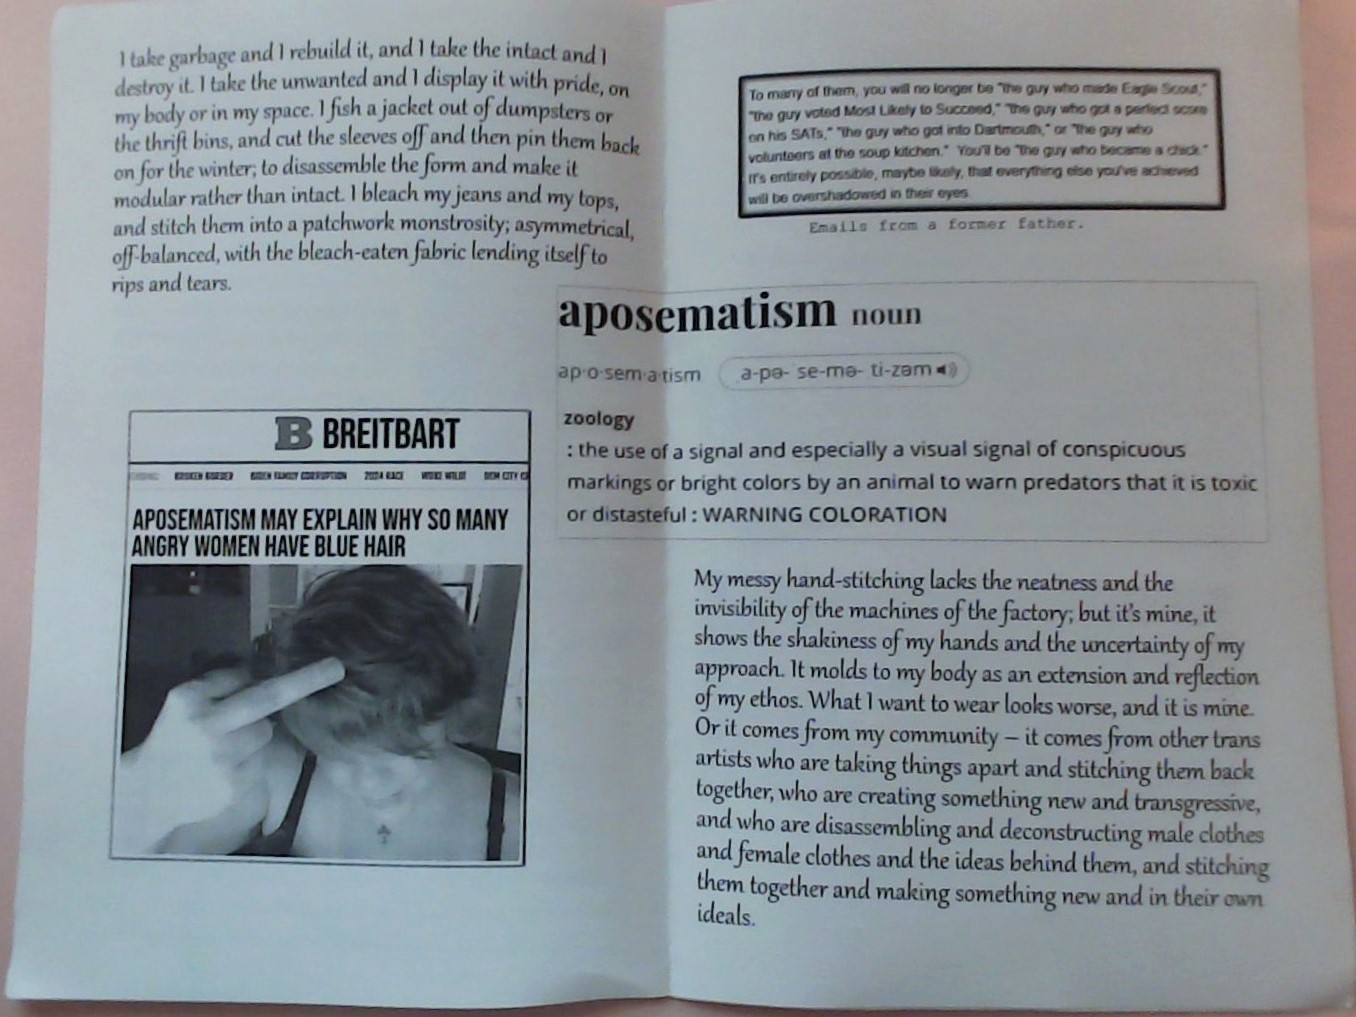 I take garbage and I rebuild it, and I take the intact and I
destroy it. I take the unwanted and I display it with pride, on
my body or in my space. I fish a jacket out of dumpsters or
the thrift bins, and cut the sleeves off and then pin them back
on for the winter; to disassemble the form and make it
modular rather than intact. I bleach my jeans and my tops,
and stitch them into a patchwork monstrosity; asymmetrical,
off-balanced, with the bleach-eaten fabric lending itself to
rips and tears.
B BREITBART
BROKEN BORDER BIDEN FAMILY CORRUPTION 2024 RACE WOKE WILD! DEM CITY
APOSEMATISM MAY EXPLAIN WHY SO MANY
ANGRY WOMEN HAVE BLUE HAIR
To many of them, you will no longer be "the guy who made Eagle Scout,"
"the guy voted Most Likely to Succeed," "the guy who got a perfect score
on his SATs," "the guy who got into Dartmouth," or "the guy who
volunteers at the soup kitchen." You'll be "the guy who became a chick."
It's entirely possible, maybe likely, that everything else you've achieved
will be overshadowed in their eyes.
Emails from a former father.
aposematism noun
ap·o·sem·a·tism a-pə- se-mə- ti-zəm
zoology
: the use of a signal and especially a visual signal of conspicuous
markings or bright colors by an animal to warn predators that it is toxic
or distasteful : WARNING COLORATION
My messy hand-stitching lacks the neatness and the
invisibility of the machines of the factory; but it's mine, it
shows the shakiness of my hands and the uncertainty of my
approach. It molds to my body as an extension and reflection
of my ethos. What I want to wear looks worse, and it is mine.
Or it comes from my community – it comes from other trans
artists who are taking things apart and stitching them back
together, who are creating something new and transgressive,
and who are disassembling and deconstructing male clothes
and female clothes and the ideas behind them, and stitching
them together and making something new and in their own
ideals.